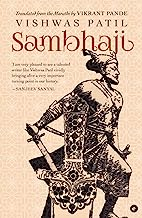 Translated from the Marathi by VIKRANT PANDE
VISHWAS PATIL
Sambhaji
'I am very pleased to see a talented
writer like Vishwas Patil vividly
bringing alive a very important
turning point in our history.'
—SANJEEV SANYAL